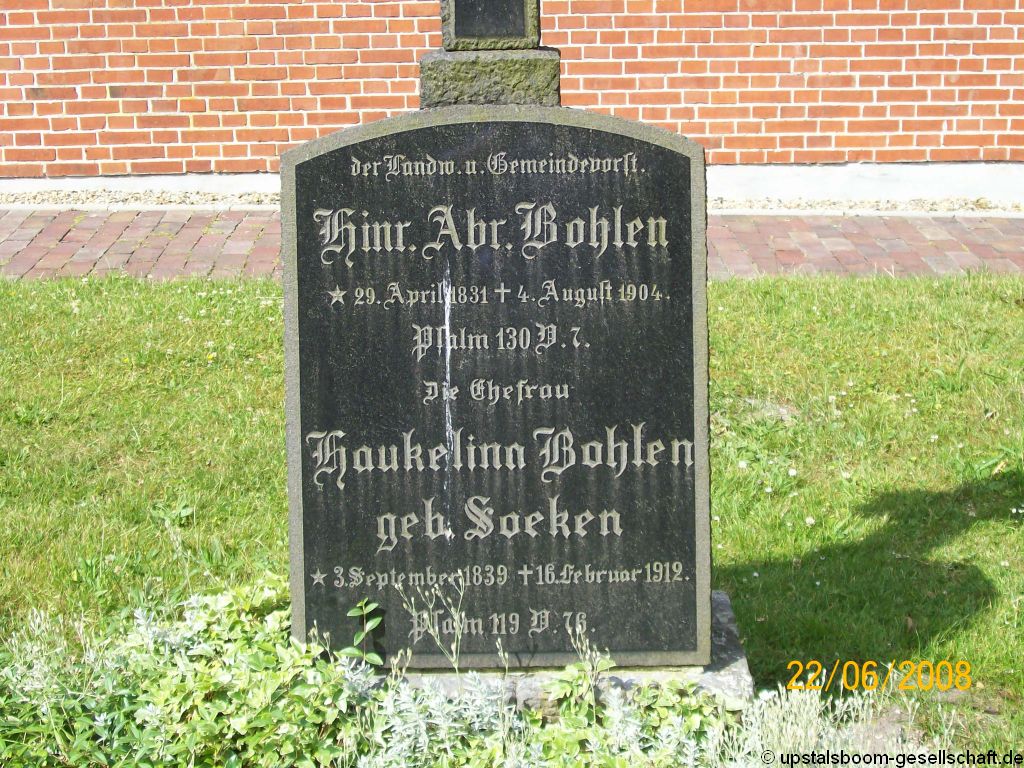 der Landw. u. Gemeindevorst.
Hinr. Abr. Bohlen
★ 29. April 1831 ✝ 4. August 1904.
Psalm 130 V. 7.
Die Ehefrau
Haukelina Bohlen
geb. Soeken
★ 3. September 1839 ✝ 16. Februar 1912.
Psalm 119 V. 76.
22/06/2008
© upstalsboom-gesellschaft.de